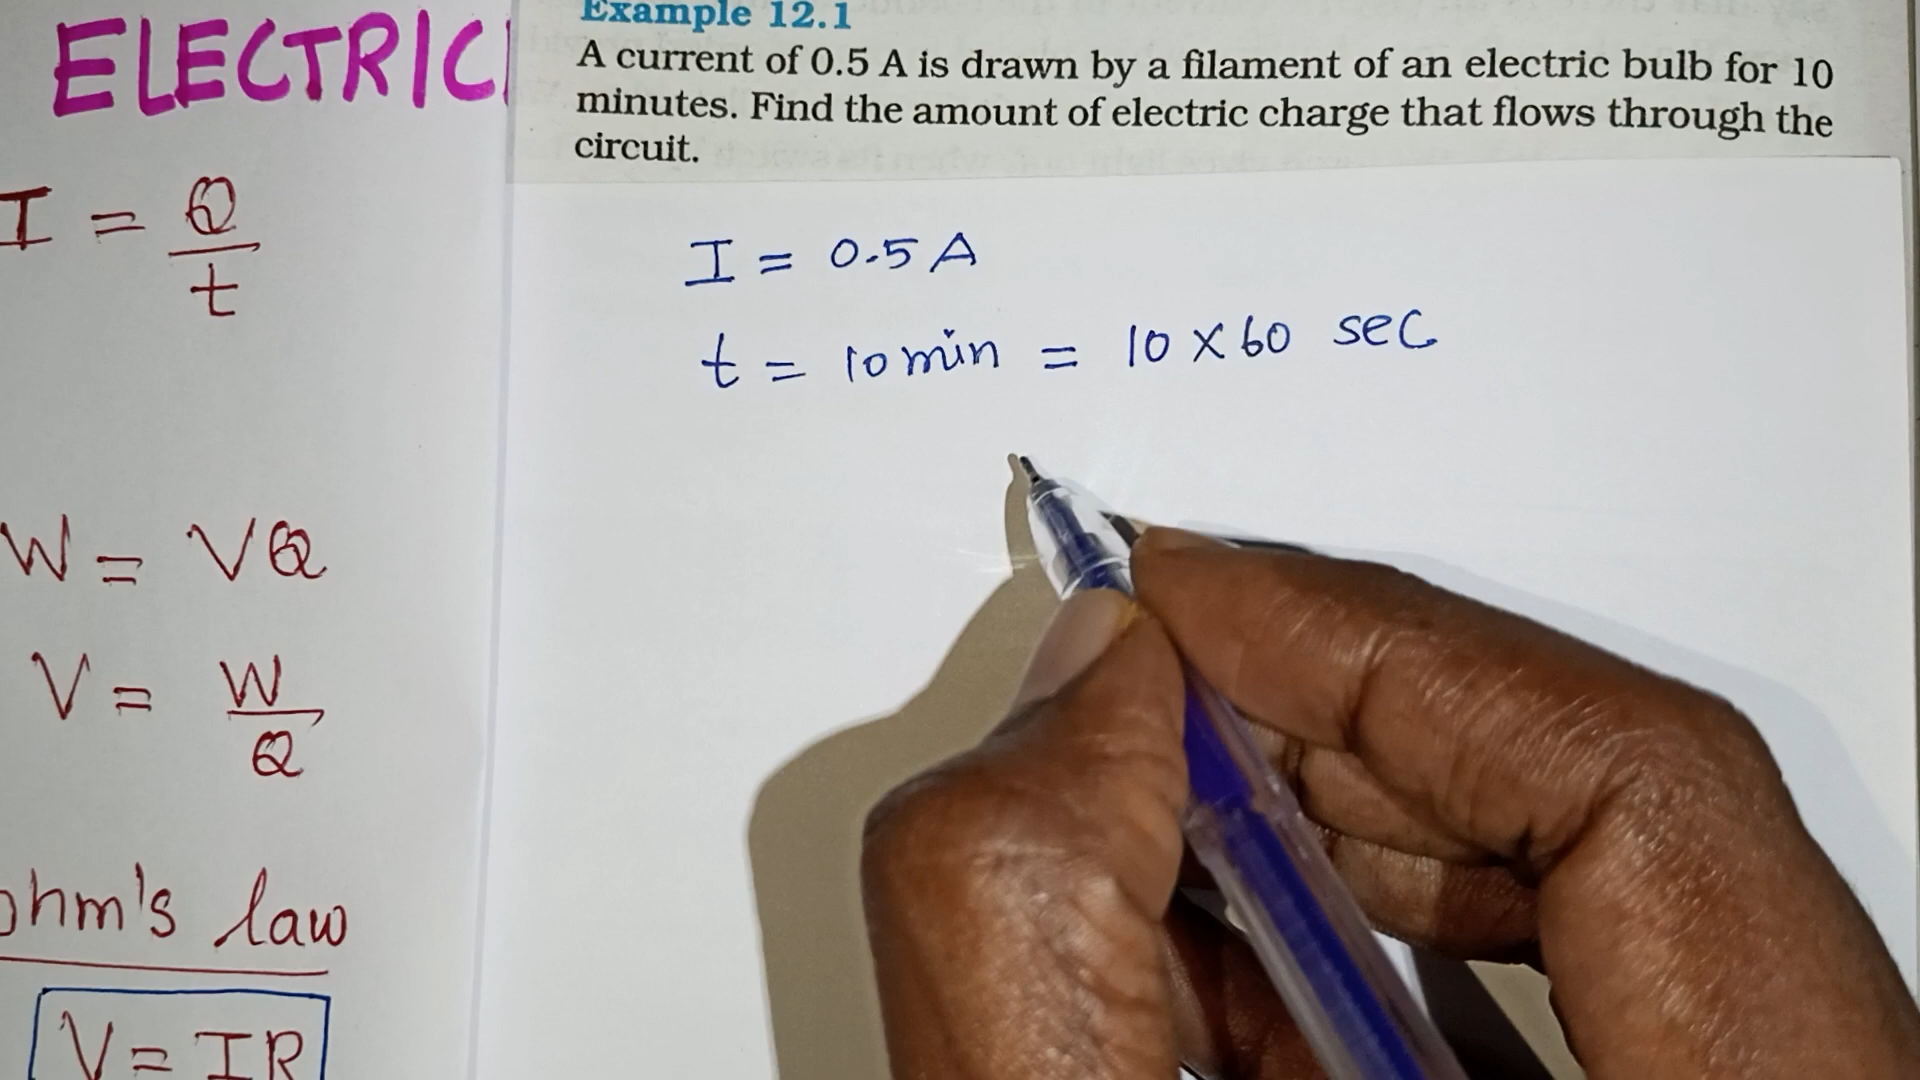 ELECTRIC
I = Q/t
W = VQ
V = W/Q
ohm's law
V = IR
Example 12.1
A current of 0.5 A is drawn by a filament of an electric bulb for 10
minutes. Find the amount of electric charge that flows through the
circuit.
I = 0.5 A
t = 10 min = 10 × 60 sec